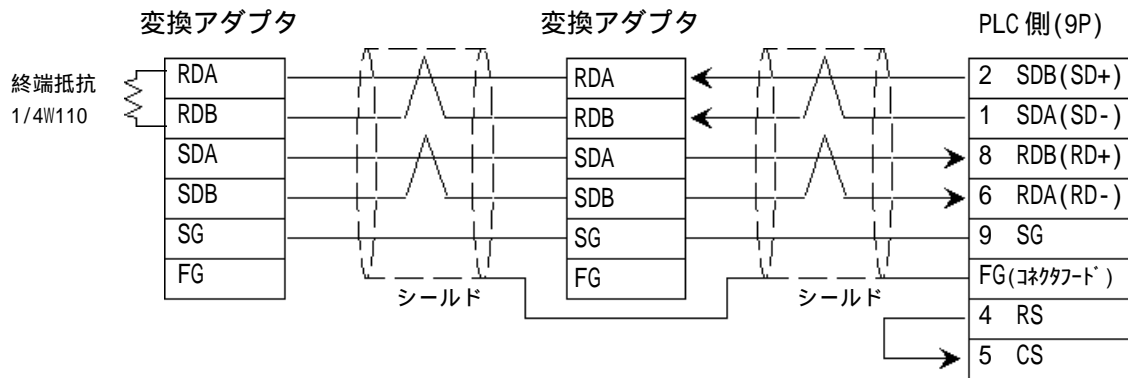 変換アダプタ
変換アダプタ
PLC側(9P)
終端抵抗
1/4W110
RDA
RDB
SDA
SDB
SG
FG
シールド
RDA
RDB
SDA
SDB
SG
FG
シールド
2 SDB(SD+)
1 SDA(SD-)
8 RDB(RD+)
6 RDA(RD-)
9 SG
FG(コネクタフード)
4 RS
5 CS